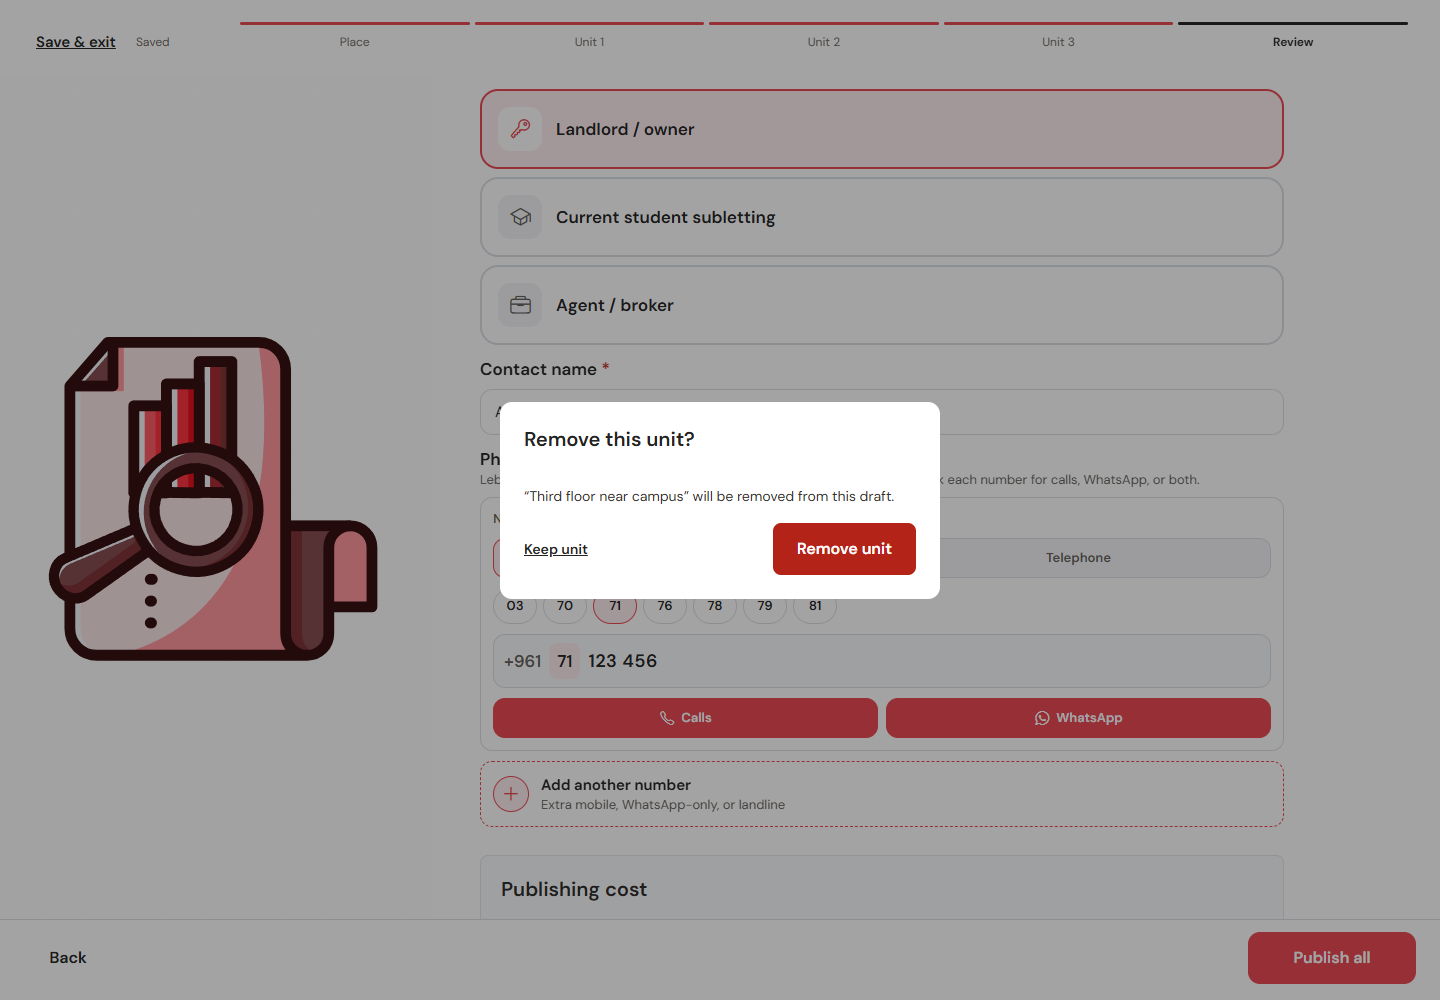 Save & exit
Saved
Place
Unit 1
Unit 2
Unit 3
Review
Landlord / owner
Current student subletting
Agent / broker
Contact name *
Remove this unit?
each number for calls, WhatsApp, or both.
“Third floor near campus” will be removed from this draft.
Keep unit
Remove unit
Telephone
03
70
71
76
78
79
81
+961 71 123 456
Calls
WhatsApp
Add another number
Extra mobile, WhatsApp-only, or landline
Publishing cost
Back
Publish all